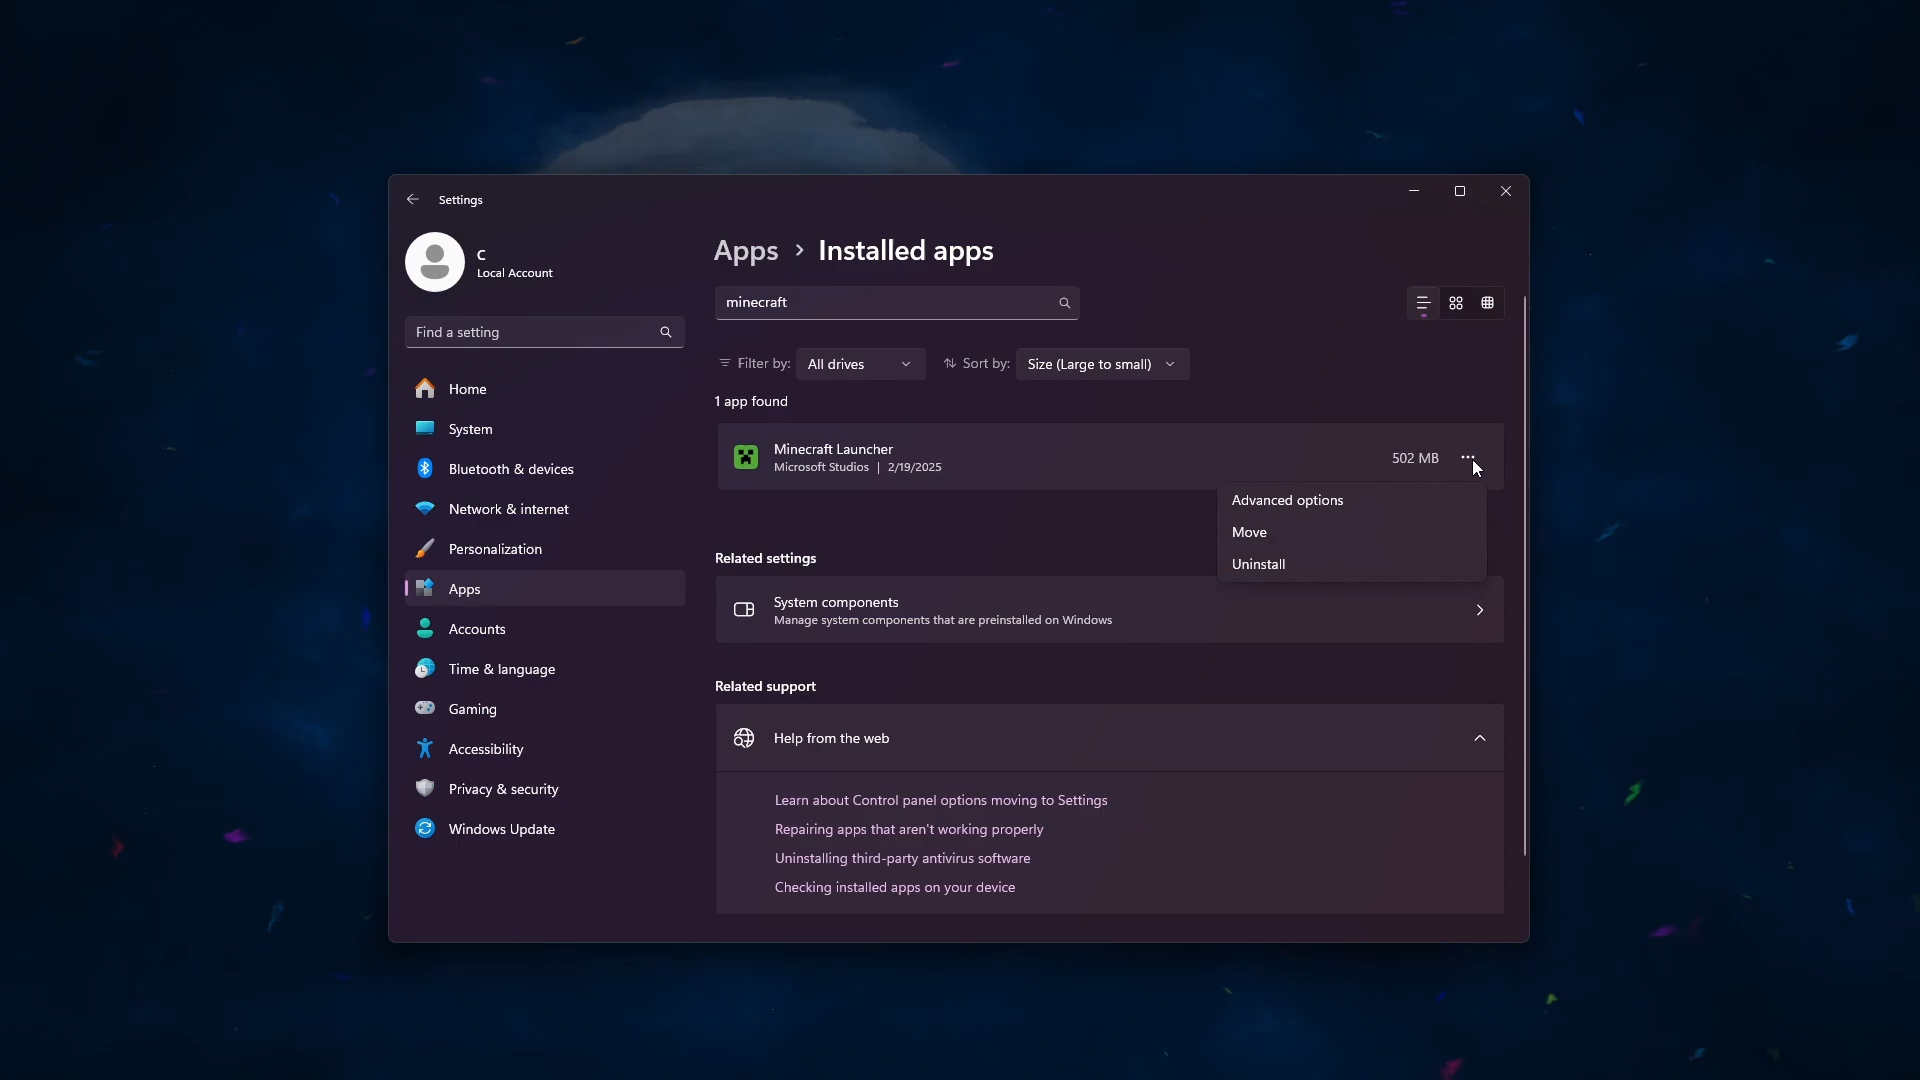 Settings
C
Local Account
Find a setting
Home
System
Bluetooth & devices
Network & internet
Personalization
Apps
Accounts
Time & language
Gaming
Accessibility
Privacy & security
Windows Update
Apps > Installed apps
minecraft
Filter by: All drives Sort by: Size (Large to small)
1 app found
Minecraft Launcher
Microsoft Studios | 2/19/2025
502 MB
Advanced options
Move
Uninstall
Related settings
System components
Manage system components that are preinstalled on Windows
Related support
Help from the web
Learn about Control panel options moving to Settings
Repairing apps that aren't working properly
Uninstalling third-party antivirus software
Checking installed apps on your device